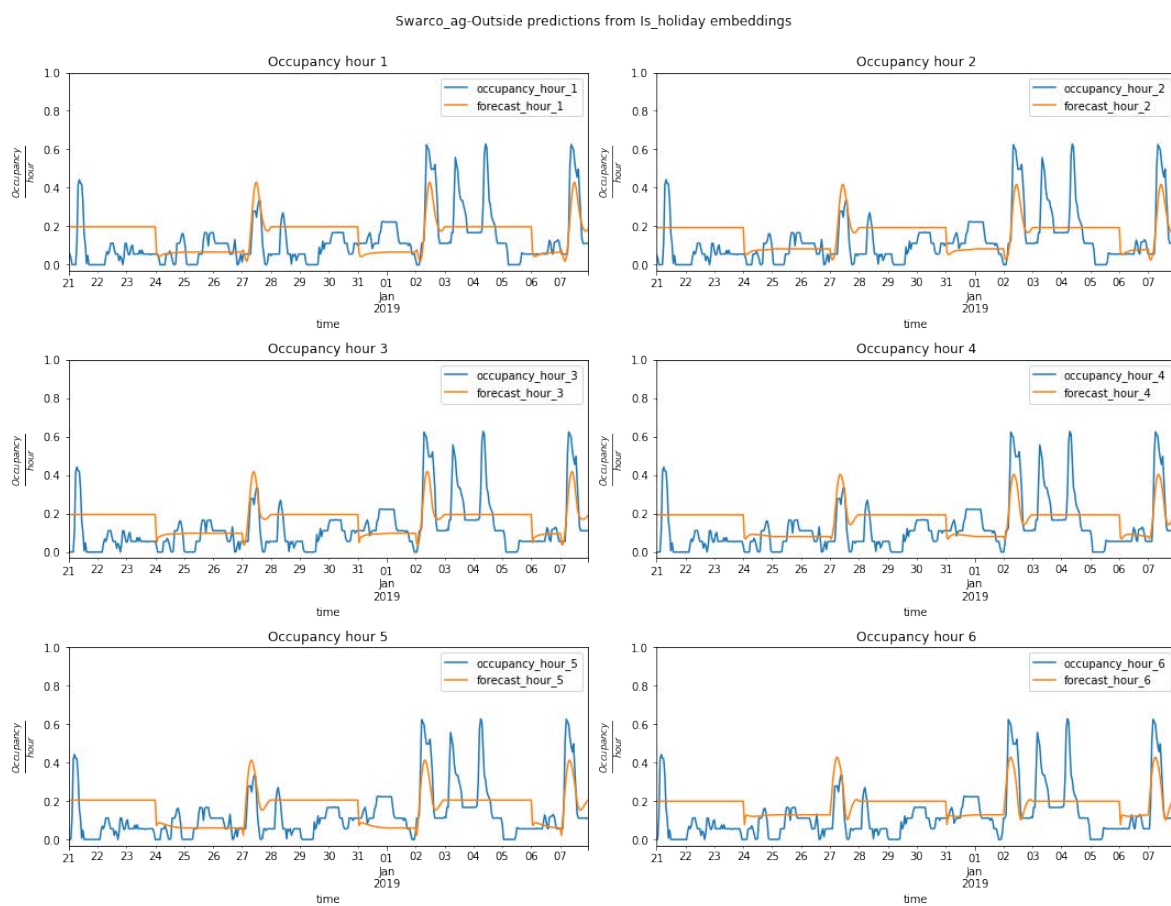 Swarco_ag-Outside predictions from Is_holiday embeddings
Occupancy hour 1
occupancy_hour_1
forecast_hour_1
1.0
0.8
0.6
0.4
0.2
0.0
Occupancy
hour
21 22 23 24 25 26 27 28 29 30 31 01 02 03 04 05 06 07
Jan
2019
time
Occupancy hour 2
occupancy_hour_2
forecast_hour_2
1.0
0.8
0.6
0.4
0.2
0.0
Occupancy
hour
21 22 23 24 25 26 27 28 29 30 31 01 02 03 04 05 06 07
Jan
2019
time
Occupancy hour 3
occupancy_hour_3
forecast_hour_3
1.0
0.8
0.6
0.4
0.2
0.0
Occupancy
hour
21 22 23 24 25 26 27 28 29 30 31 01 02 03 04 05 06 07
Jan
2019
time
Occupancy hour 4
occupancy_hour_4
forecast_hour_4
1.0
0.8
0.6
0.4
0.2
0.0
Occupancy
hour
21 22 23 24 25 26 27 28 29 30 31 01 02 03 04 05 06 07
Jan
2019
time
Occupancy hour 5
occupancy_hour_5
forecast_hour_5
1.0
0.8
0.6
0.4
0.2
0.0
Occupancy
hour
21 22 23 24 25 26 27 28 29 30 31 01 02 03 04 05 06 07
Jan
2019
time
Occupancy hour 6
occupancy_hour_6
forecast_hour_6
1.0
0.8
0.6
0.4
0.2
0.0
Occupancy
hour
21 22 23 24 25 26 27 28 29 30 31 01 02 03 04 05 06 07
Jan
2019
time